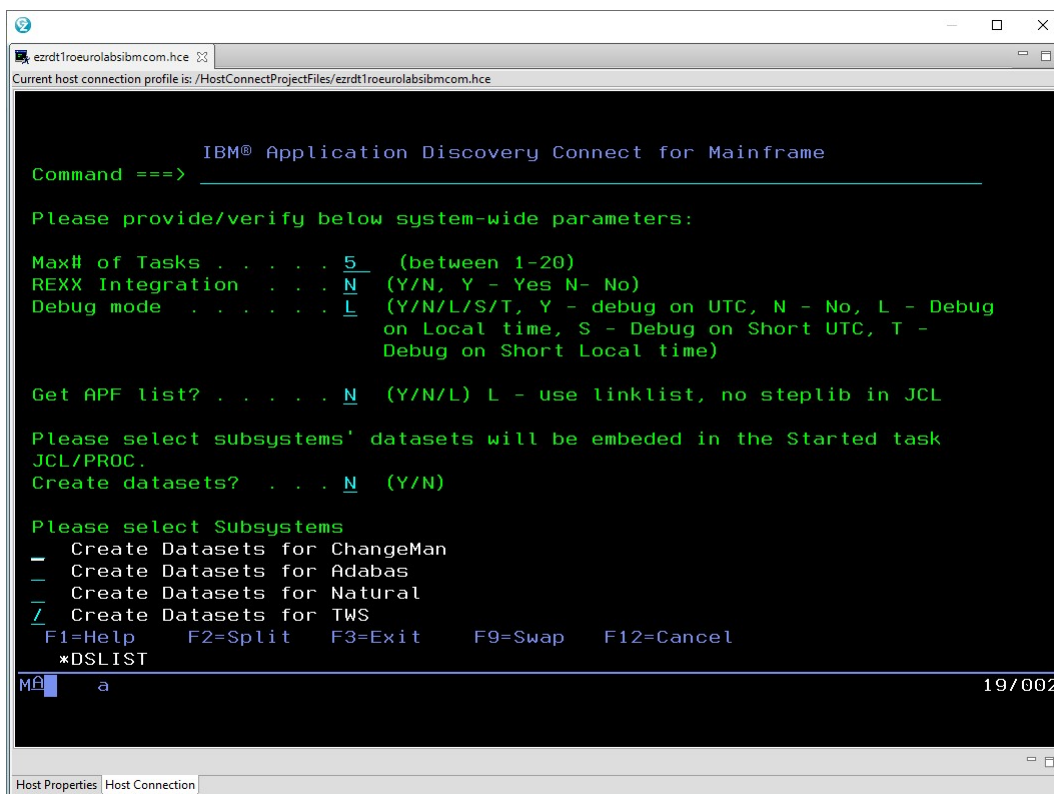 ezrdt1roeurolabsibmcom.hce
Current host connection profile is: /HostConnectProjectFiles/ezrdt1roeurolabsibmcom.hce
IBM® Application Discovery Connect for Mainframe
Command ===>
Please provide/verify below system-wide parameters:
Max# of Tasks . . . . . 5 (between 1-20)
REXX Integration . . . N (Y/N, Y - Yes N- No)
Debug mode . . . . . . L (Y/N/L/S/T, Y - debug on UTC, N - No, L - Debug
on Local time, S - Debug on Short UTC, T -
Debug on Short Local time)
Get APF list? . . . . . N (Y/N/L) L - use linklist, no steplib in JCL
Please select subsystems' datasets will be embeded in the Started task
JCL/PROC.
Create datasets? . . . N (Y/N)
Please select Subsystems
_ Create Datasets for ChangeMan
_ Create Datasets for Adabas
_ Create Datasets for Natural
/ Create Datasets for TWS
F1=Help F2=Split F3=Exit F9=Swap F12=Cancel
*DSLIST
MA a 19/002
Host Properties Host Connection